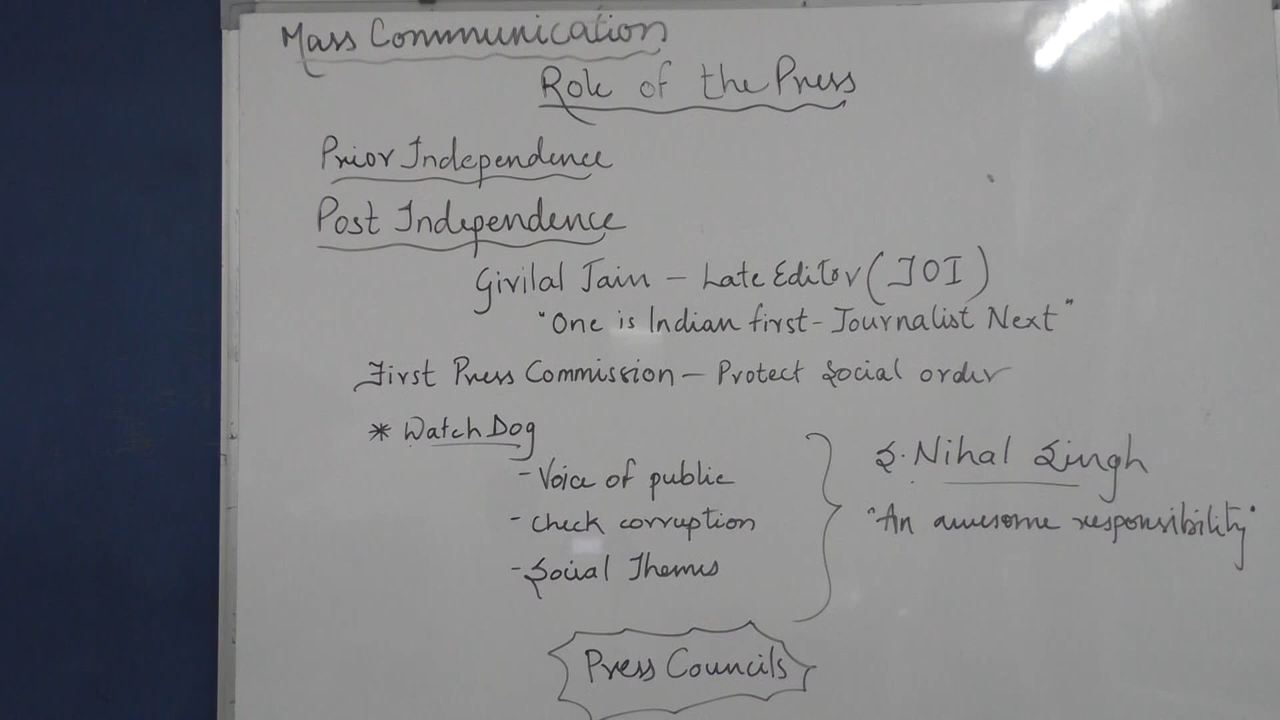 Mass Communication
Role of the Press
Prior Independence
Post Independence
Girilal Jain – Late Editor (TOI)
"One is Indian first - Journalist Next"
First Press Commission – Protect Social order
* Watch Dog
- Voice of public
- check corruption
- Social Themes
S. Nihal Singh
"An awesome responsibility"
Press Councils